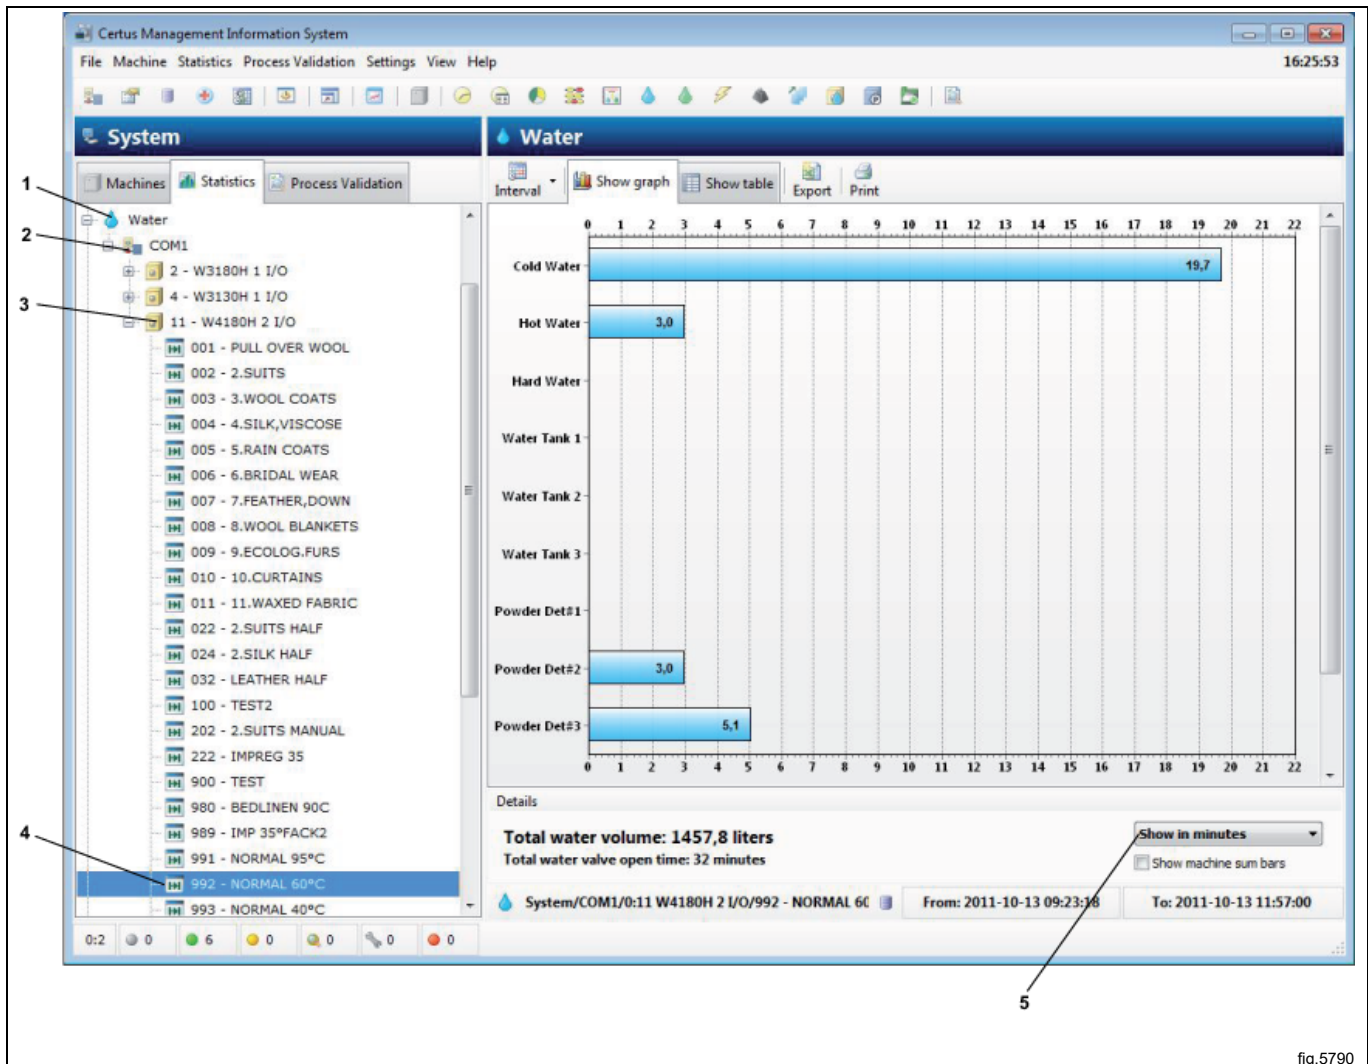 Certus Management Information System
File Machine Statistics Process Validation Settings View Help
16:25:53
System
Machines
Statistics
Process Validation
1
Water
2
COM1
2 - W3180H 1 I/O
4 - W3130H 1 I/O
3
11 - W4180H 2 I/O
001 - PULL OVER WOOL
002 - 2.SUITS
003 - 3.WOOL COATS
004 - 4.SILK,VISCOSE
005 - 5.RAIN COATS
006 - 6.BRIDAL WEAR
007 - 7.FEATHER,DOWN
008 - 8.WOOL BLANKETS
009 - 9.ECOLOG.FURS
010 - 10.CURTAINS
011 - 11.WAXED FABRIC
022 - 2.SUITS HALF
024 - 2.SILK HALF
032 - LEATHER HALF
100 - TEST2
202 - 2.SUITS MANUAL
222 - IMPREG 35
900 - TEST
980 - BEDLINEN 90C
989 - IMP 35°FACK2
991 - NORMAL 95°C
4
992 - NORMAL 60°C
993 - NORMAL 40°C
0:2 0 6 0 0 0 0
Water
Interval
Show graph
Show table
Export
Print
0 1 2 3 4 5 6 7 8 9 10 11 12 13 14 15 16 17 18 19 20 21 22
Cold Water 19,7
Hot Water 3,0
Hard Water
Water Tank 1
Water Tank 2
Water Tank 3
Powder Det#1
Powder Det#2 3,0
Powder Det#3 5,1
0 1 2 3 4 5 6 7 8 9 10 11 12 13 14 15 16 17 18 19 20 21 22
Details
Total water volume: 1457,8 liters
Total water valve open time: 32 minutes
Show in minutes
Show machine sum bars
System/COM1/0:11 W4180H 2 I/O/992 - NORMAL 60
From: 2011-10-13 09:23:18
To: 2011-10-13 11:57:00
5
fig.5790